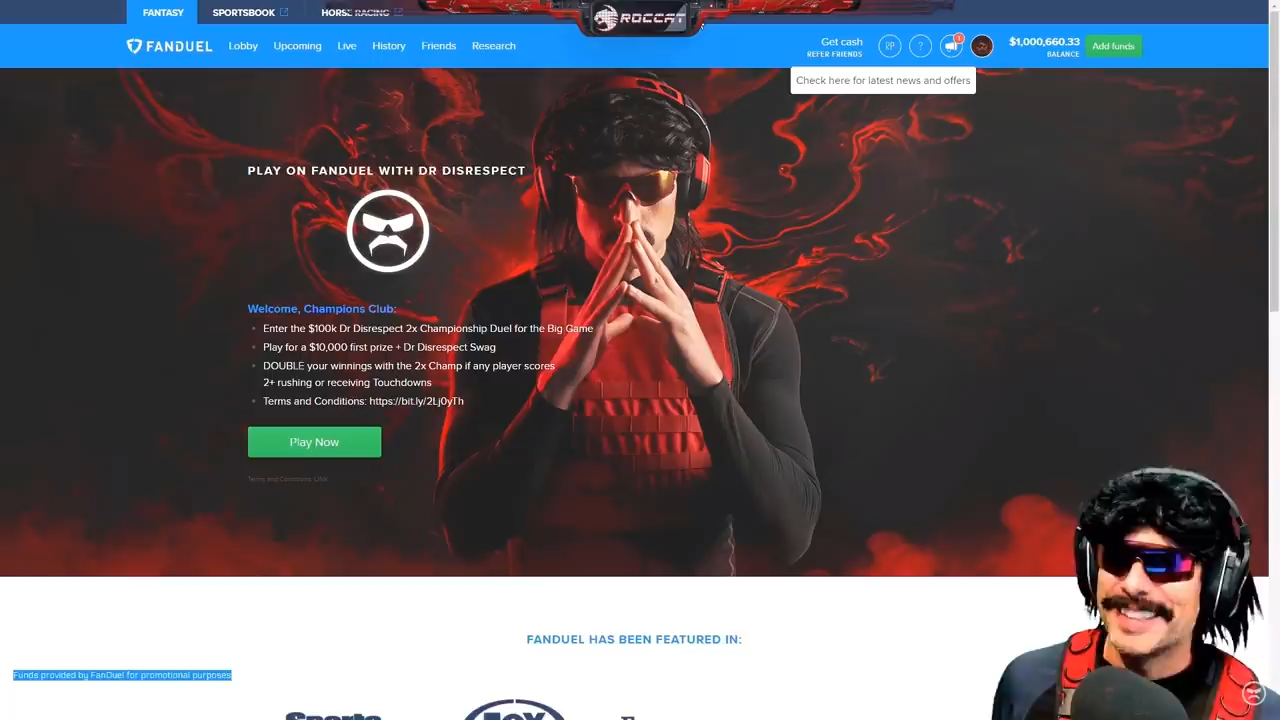 FANTASY
SPORTSBOOK
HORSE RACING
ROCCAT
FANDUEL
Lobby
Upcoming
Live
History
Friends
Research
Get cash
REFER FRIENDS
RP
?
1
$1,000,660.33
BALANCE
Add funds
Check here for latest news and offers
PLAY ON FANDUEL WITH DR DISRESPECT
Welcome, Champions Club:
Enter the $100k Dr Disrespect 2x Championship Duel for the Big Game
Play for a $10,000 first prize + Dr Disrespect Swag
DOUBLE your winnings with the 2x Champ if any player scores
2+ rushing or receiving Touchdowns
Terms and Conditions: https://bit.ly/2Lj0yTh
Play Now
Terms and Conditions: LINK
FANDUEL HAS BEEN FEATURED IN:
Funds provided by FanDuel for promotional purposes
Sports
FOX